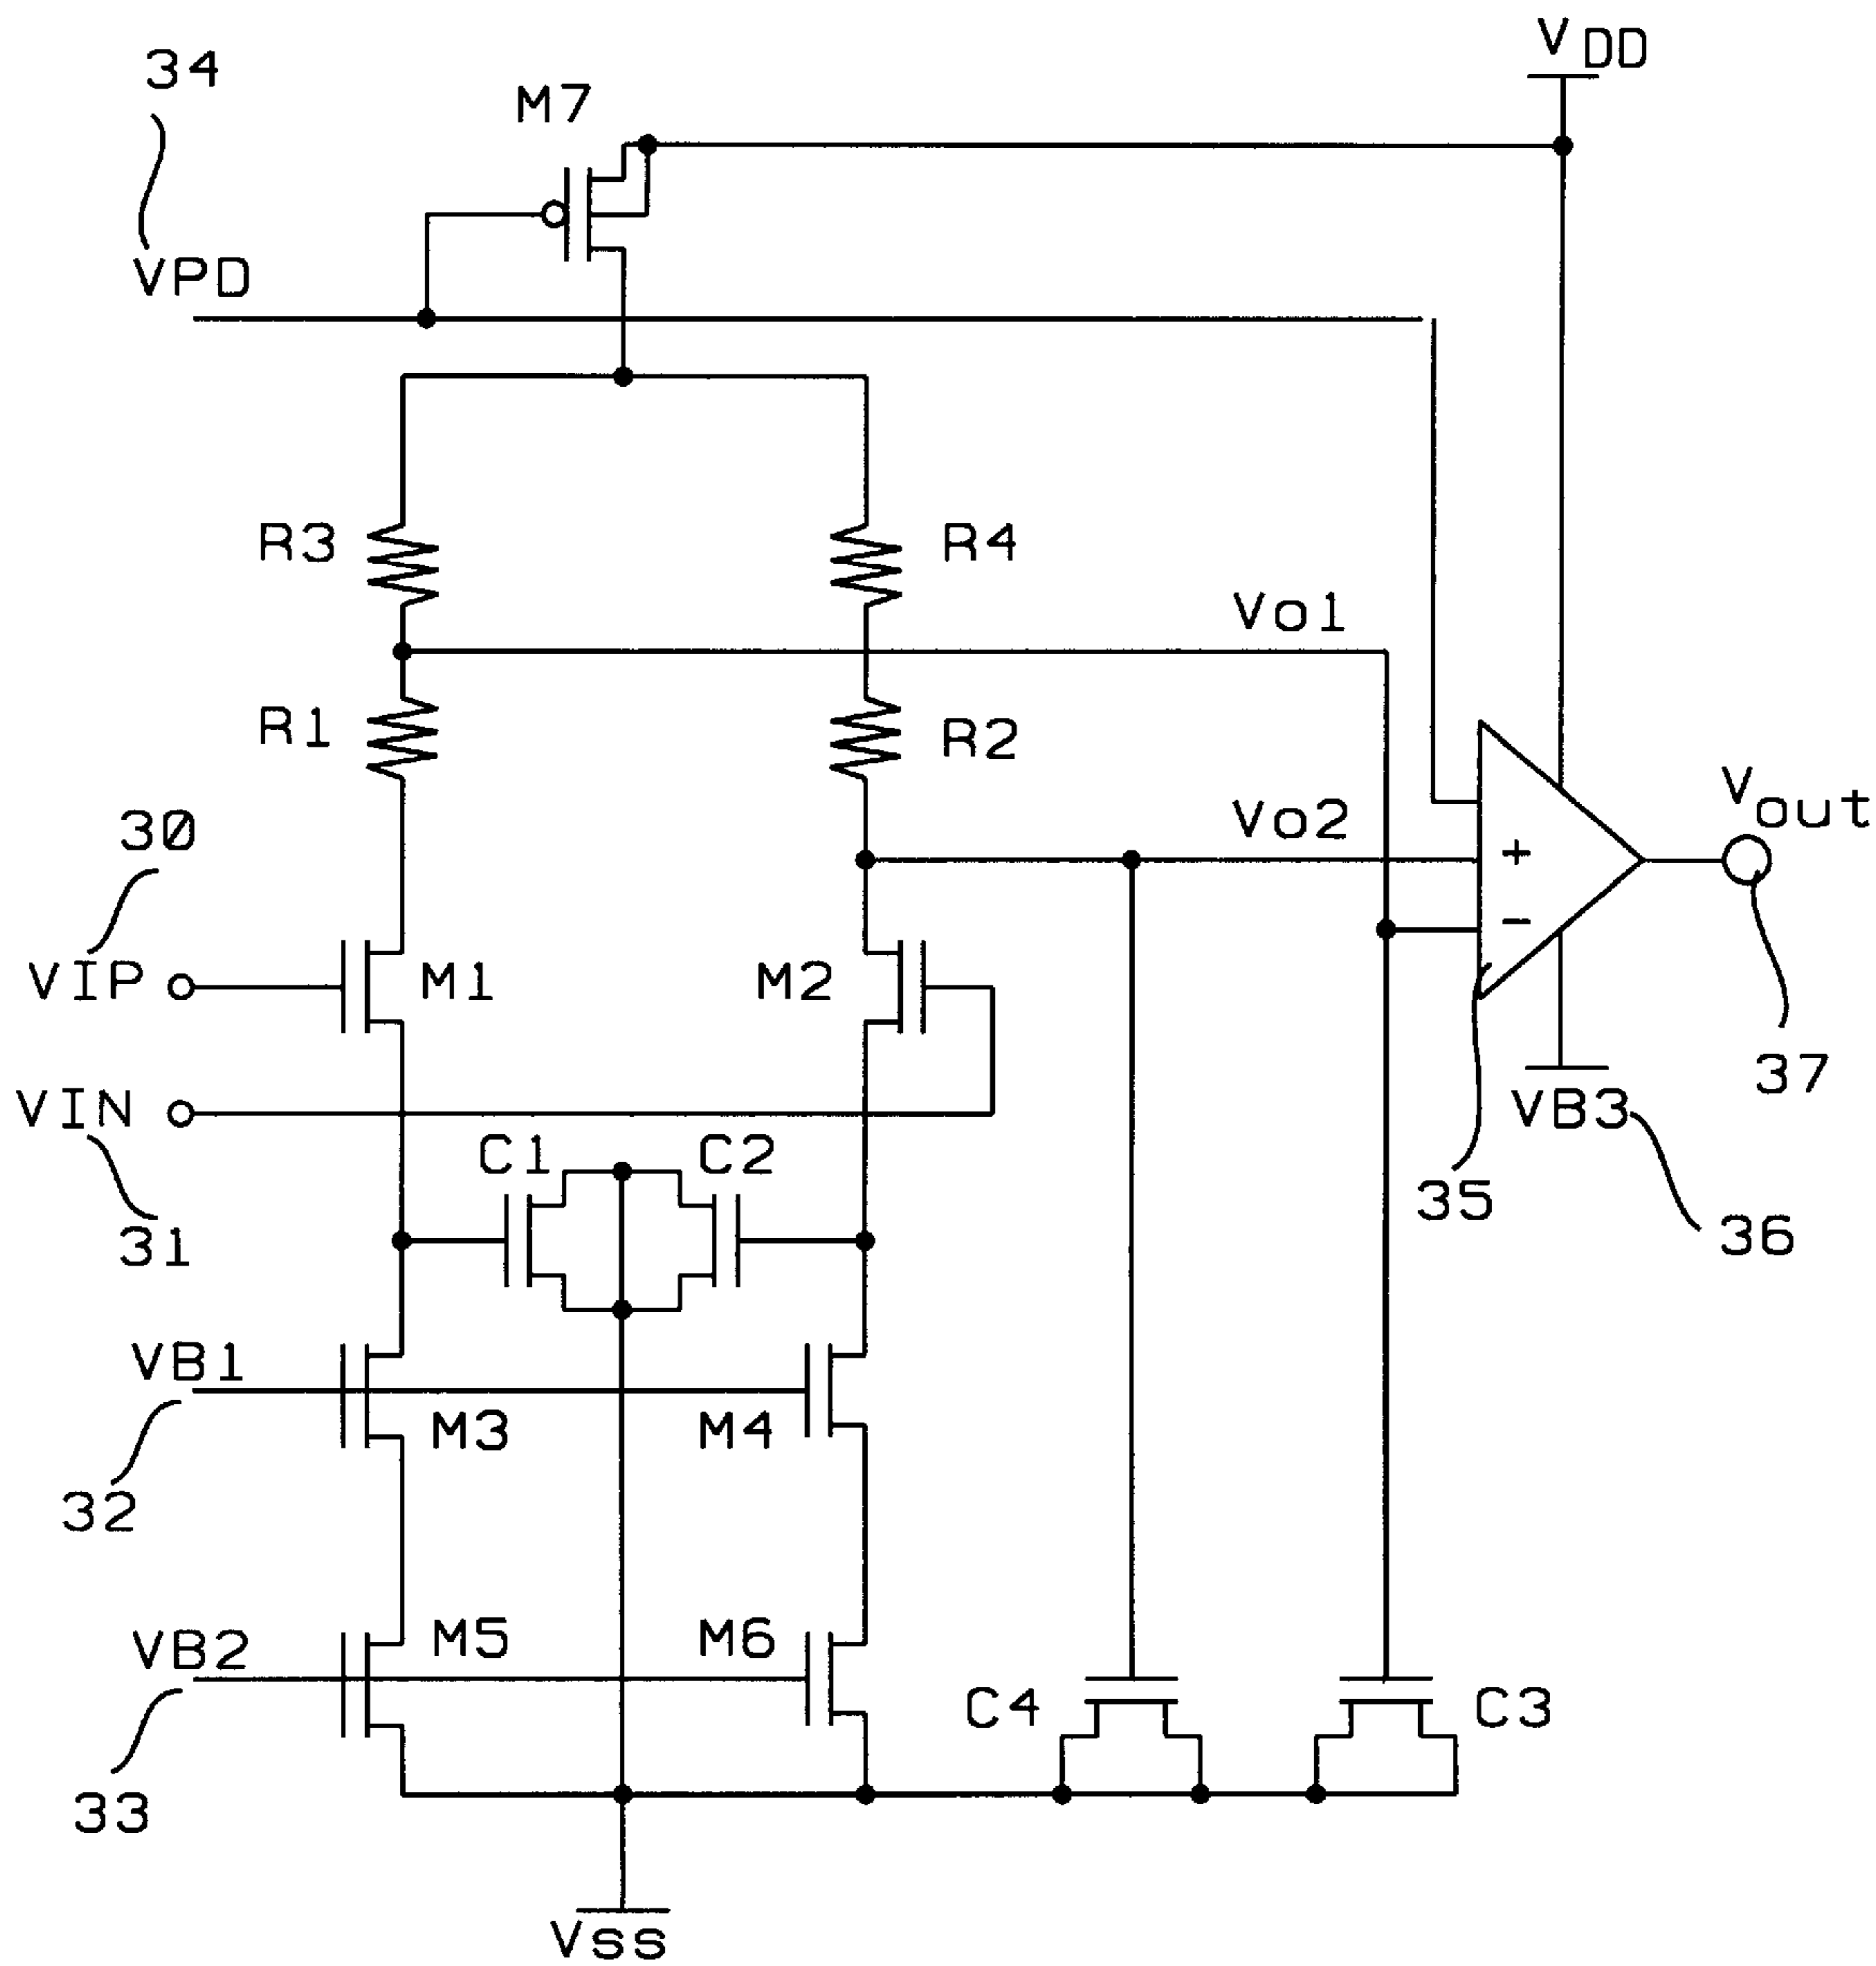 VDD
34
M7
VPD
R3
R4
Vo1
R1
R2
Vout
30
Vo2
+
-
VIP
M1
M2
37
VIN
VB3
C1
C2
35
36
31
VB1
M3
M4
32
VB2
M5
M6
C4
C3
33
Vss